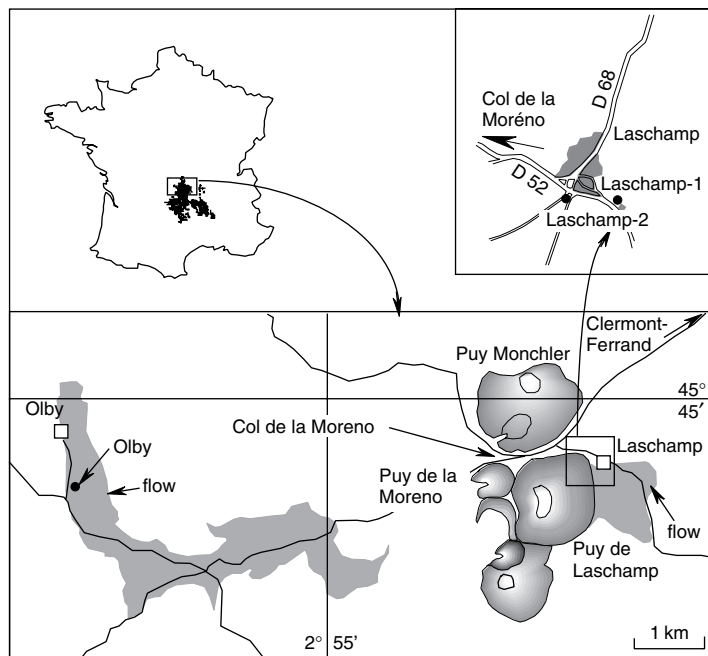 D 68
Col de la
Moréno
Laschamp
D 52
Laschamp-1
Laschamp-2
Clermont-
Ferrand
Puy Monchler
45°
45′
Olby
Col de la Moreno
Laschamp
Olby
Puy de la
Moreno
flow
flow
Puy de
Laschamp
2° 55'
1 km